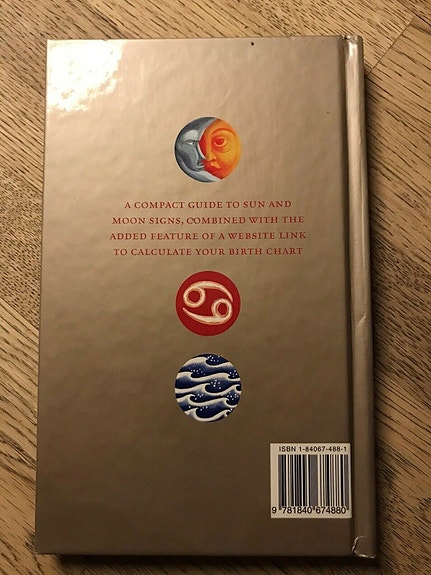 A COMPACT GUIDE TO SUN AND
MOON SIGNS, COMBINED WITH THE
ADDED FEATURE OF A WEBSITE LINK
TO CALCULATE YOUR BIRTH CHART
ISBN 1-84067-488-1
9 781840 674880